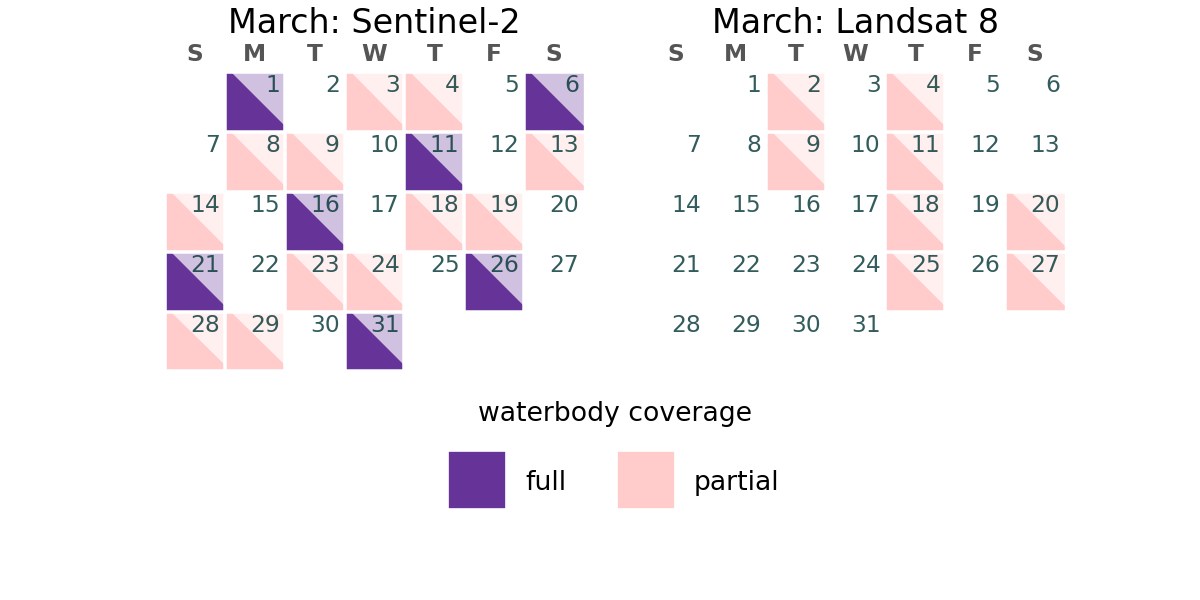 March: Sentinel-2
S M T W T F S
1 2 3 4 5 6
7 8 9 10 11 12 13
14 15 16 17 18 19 20
21 22 23 24 25 26 27
28 29 30 31
March: Landsat 8
S M T W T F S
1 2 3 4 5 6
7 8 9 10 11 12 13
14 15 16 17 18 19 20
21 22 23 24 25 26 27
28 29 30 31
waterbody coverage
full
partial